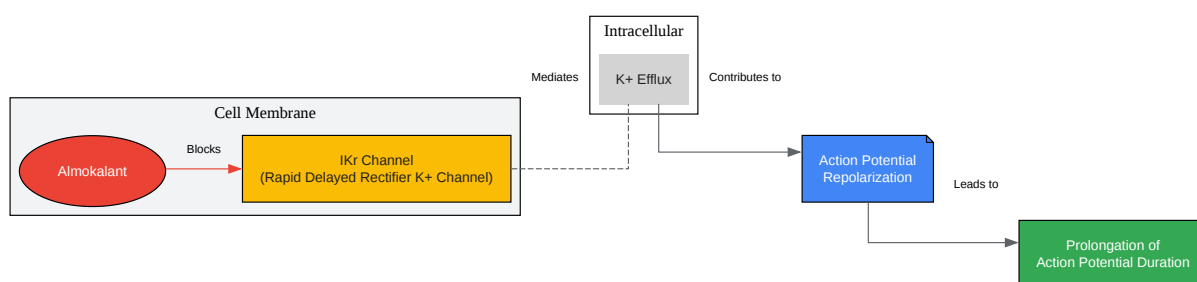 Intracellular
K+ Efflux
Mediates
Contributes to
Cell Membrane
Almokalant
Blocks
IKr Channel
(Rapid Delayed Rectifier K+ Channel)
Action Potential
Repolarization
Leads to
Prolongation of
Action Potential Duration